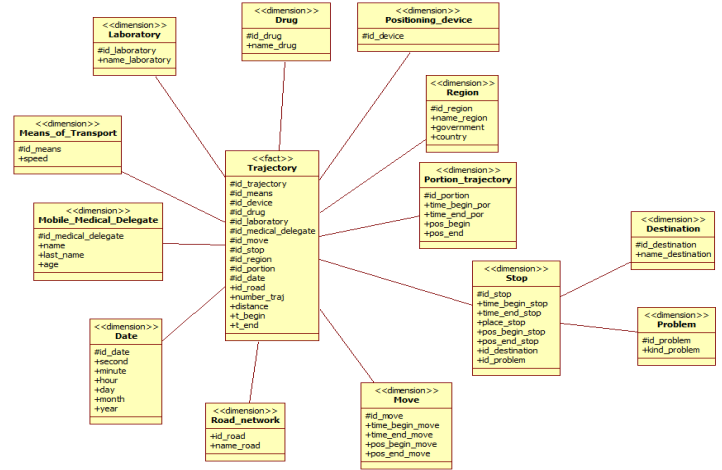 <<dimension>>
Laboratory
#id_laboratory
+name_laboratory
<<dimension>>
Drug
#id_drug
+name_drug
<<dimension>>
Positioning_device
#id_device
<<dimension>>
Region
#id_region
+name_region
+government
+country
<<dimension>>
Means_of_Transport
#id_means
+speed
<<fact>>
Trajectory
#id_trajectory
#id_means
#id_device
#id_drug
#id_laboratory
#id_medical_delegate
#id_move
#id_stop
#id_region
#id_portion
#id_date
+id_road
+number_traj
+distance
+t_begin
+t_end
<<dimension>>
Portion_trajectory
#id_portion
+time_begin_por
+time_end_por
+pos_begin
+pos_end
<<dimension>>
Mobile_Medical_Delegate
#id_medical_delegate
+name
+last_name
+age
<<dimension>>
Destination
#id_destination
+name_destination
<<dimension>>
Stop
#id_stop
+time_begin_stop
+time_end_stop
+place_stop
+pos_begin_stop
+pos_end_stop
+id_destination
+id_problem
<<dimension>>
Problem
#id_problem
+kind_problem
<<dimension>>
Date
#id_date
+second
+minute
+hour
+day
+month
+year
<<dimension>>
Road_network
+id_road
+name_road
<<dimension>>
Move
#id_move
+time_begin_move
+time_end_move
+pos_begin_move
+pos_end_move